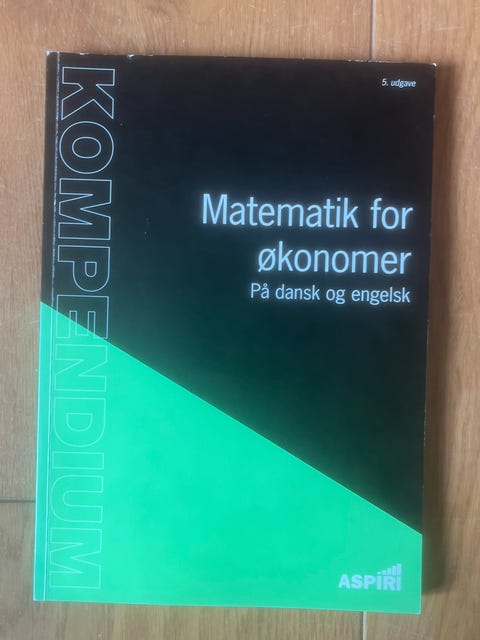 5. udgave
KOMPENDIUM
Matematik for
økonomer
På dansk og engelsk
ASPIRI